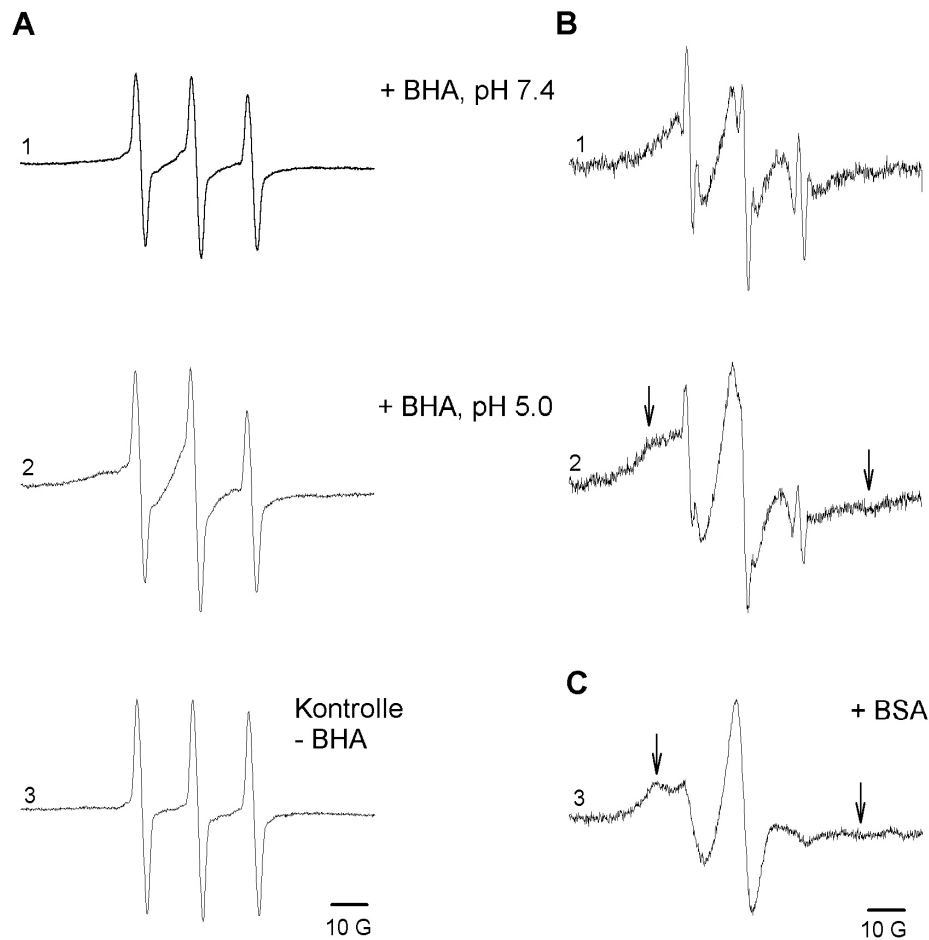 A
B
+ BHA, pH 7.4
1
1
+ BHA, pH 5.0
2
2
C
Kontrolle
- BHA
+ BSA
3
3
10 G
10 G